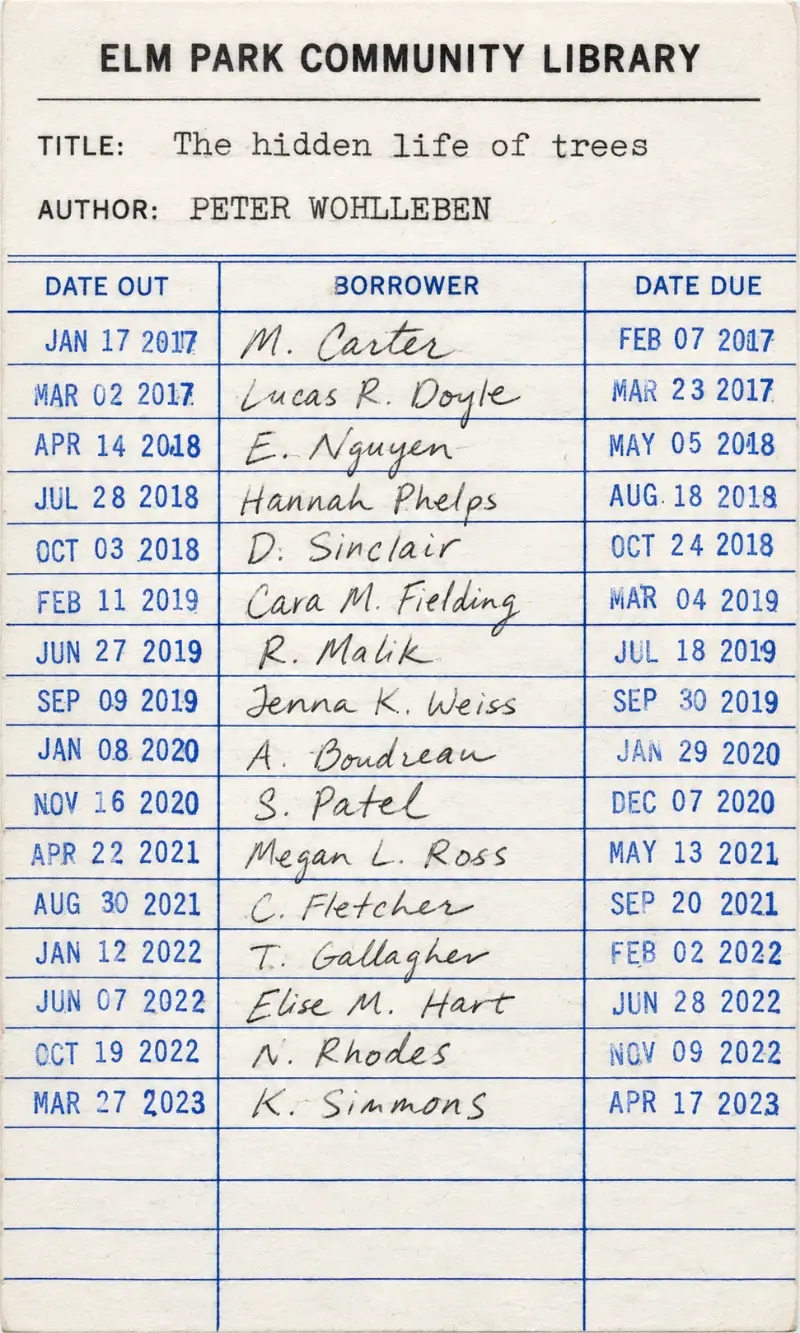 ELM PARK COMMUNITY LIBRARY
TITLE: The hidden life of trees
AUTHOR: PETER WOHLLEBEN
DATE OUT BORROWER DATE DUE
JAN 17 2017 M. Carter FEB 07 2017
MAR 02 2017 Lucas R. Doyle MAR 23 2017
APR 14 2018 E. Nguyen MAY 05 2018
JUL 28 2018 Hannah Phelps AUG 18 2018
OCT 03 2018 D. Sinclair OCT 24 2018
FEB 11 2019 Cara M. Fielding MAR 04 2019
JUN 27 2019 R. Malik JUL 18 2019
SEP 09 2019 Jenna K. Weiss SEP 30 2019
JAN 08 2020 A. Boudreau JAN 29 2020
NOV 16 2020 S. Patel DEC 07 2020
APR 22 2021 Megan L. Ross MAY 13 2021
AUG 30 2021 C. Fletcher SEP 20 2021
JAN 12 2022 T. Gallagher FEB 02 2022
JUN 07 2022 Elise M. Hart JUN 28 2022
OCT 19 2022 N. Rhodes NOV 09 2022
MAR 27 2023 K. Simmons APR 17 2023